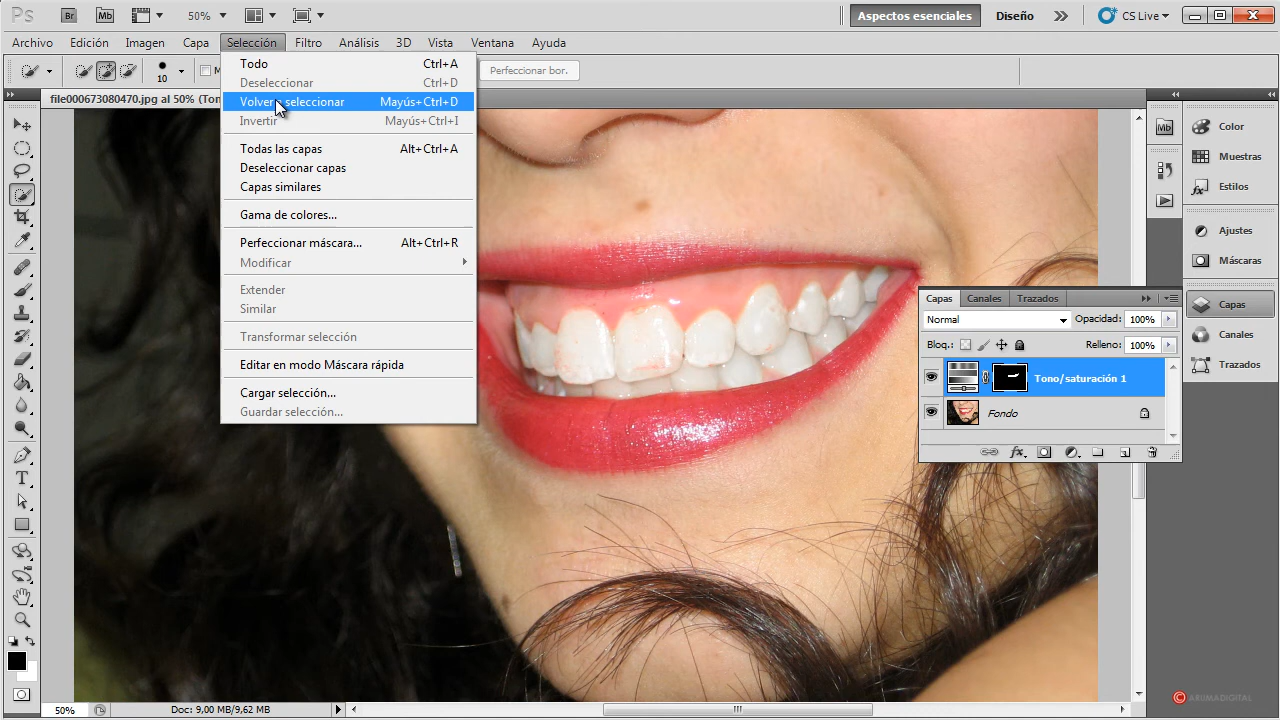 Ps Br Mb 50% Aspectos esenciales Diseño CS Live
Archivo Edición Imagen Capa Selección Filtro Análisis 3D Vista Ventana Ayuda
10 M Perfeccionar bor.
file000673080470.jpg al 50% (Ton
Todo Ctrl+A
Deseleccionar Ctrl+D
Volver a seleccionar Mayús+Ctrl+D
Invertir Mayús+Ctrl+I
Todas las capas Alt+Ctrl+A
Deseleccionar capas
Capas similares
Gama de colores...
Perfeccionar máscara... Alt+Ctrl+R
Modificar
Extender
Similar
Transformar selección
Editar en modo Máscara rápida
Cargar selección...
Guardar selección...
Mb
Color
Muestras
Estilos
Ajustes
Máscaras
Capas
Canales
Trazados
Capas Canales Trazados
Normal Opacidad: 100%
Bloq.: Relleno: 100%
Tono/saturación 1
Fondo
fx
T
50% Doc: 9,00 MB/9,62 MB
© ARUMADIGITAL